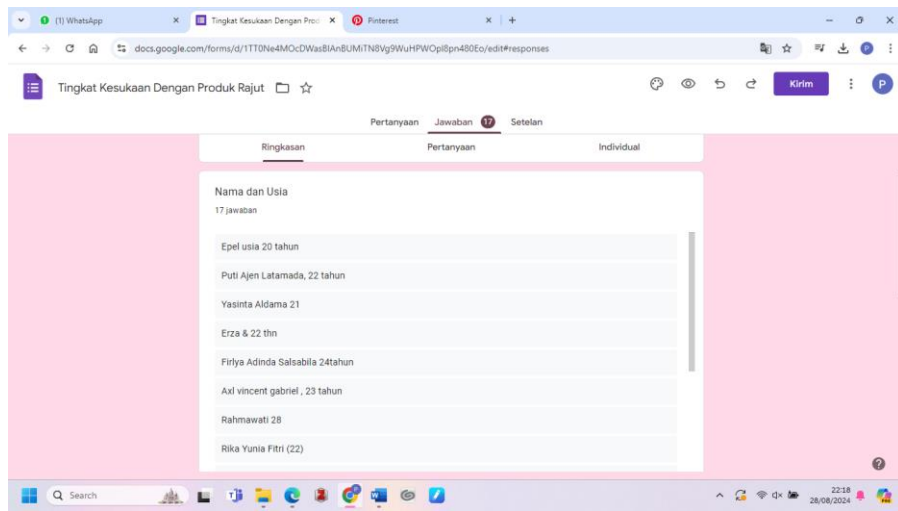 (1) WhatsApp
Tingkat Kesukaan Dengan Prod
Pinterest
docs.google.com/forms/d/1TT0Ne4MOcDWas8IAnBUMiTN8Vg9WuHPWOpl8pn480Eo/edit#responses
Tingkat Kesukaan Dengan Produk Rajut
Kirim
P
Pertanyaan Jawaban 17 Setelan
Ringkasan Pertanyaan Individual
Nama dan Usia
17 jawaban
Epel usia 20 tahun
Puti Ajen Latamada, 22 tahun
Yasinta Aldama 21
Erza & 22 thn
Firlya Adinda Salsabila 24tahun
Axl vincent gabriel , 23 tahun
Rahmawati 28
Rika Yunia Fitri (22)
Search
22:18
28/08/2024